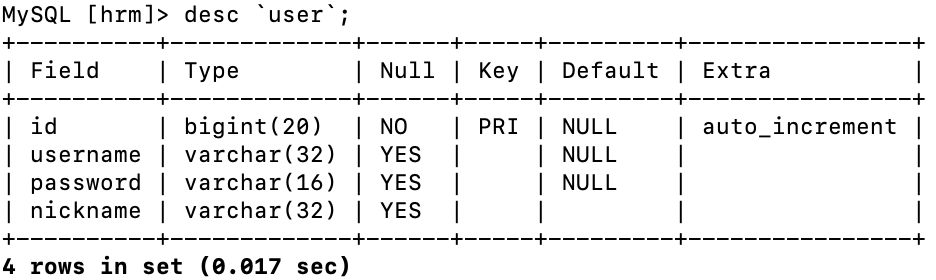 MySQL [hrm]> desc `user`;
+----------+-------------+------+-----+---------+----------------+
| Field    | Type        | Null | Key | Default | Extra          |
+----------+-------------+------+-----+---------+----------------+
| id       | bigint(20)  | NO   | PRI | NULL    | auto_increment |
| username | varchar(32) | YES  |     | NULL    |                |
| password | varchar(16) | YES  |     | NULL    |                |
| nickname | varchar(32) | YES  |     |         |                |
+----------+-------------+------+-----+---------+----------------+
4 rows in set (0.017 sec)